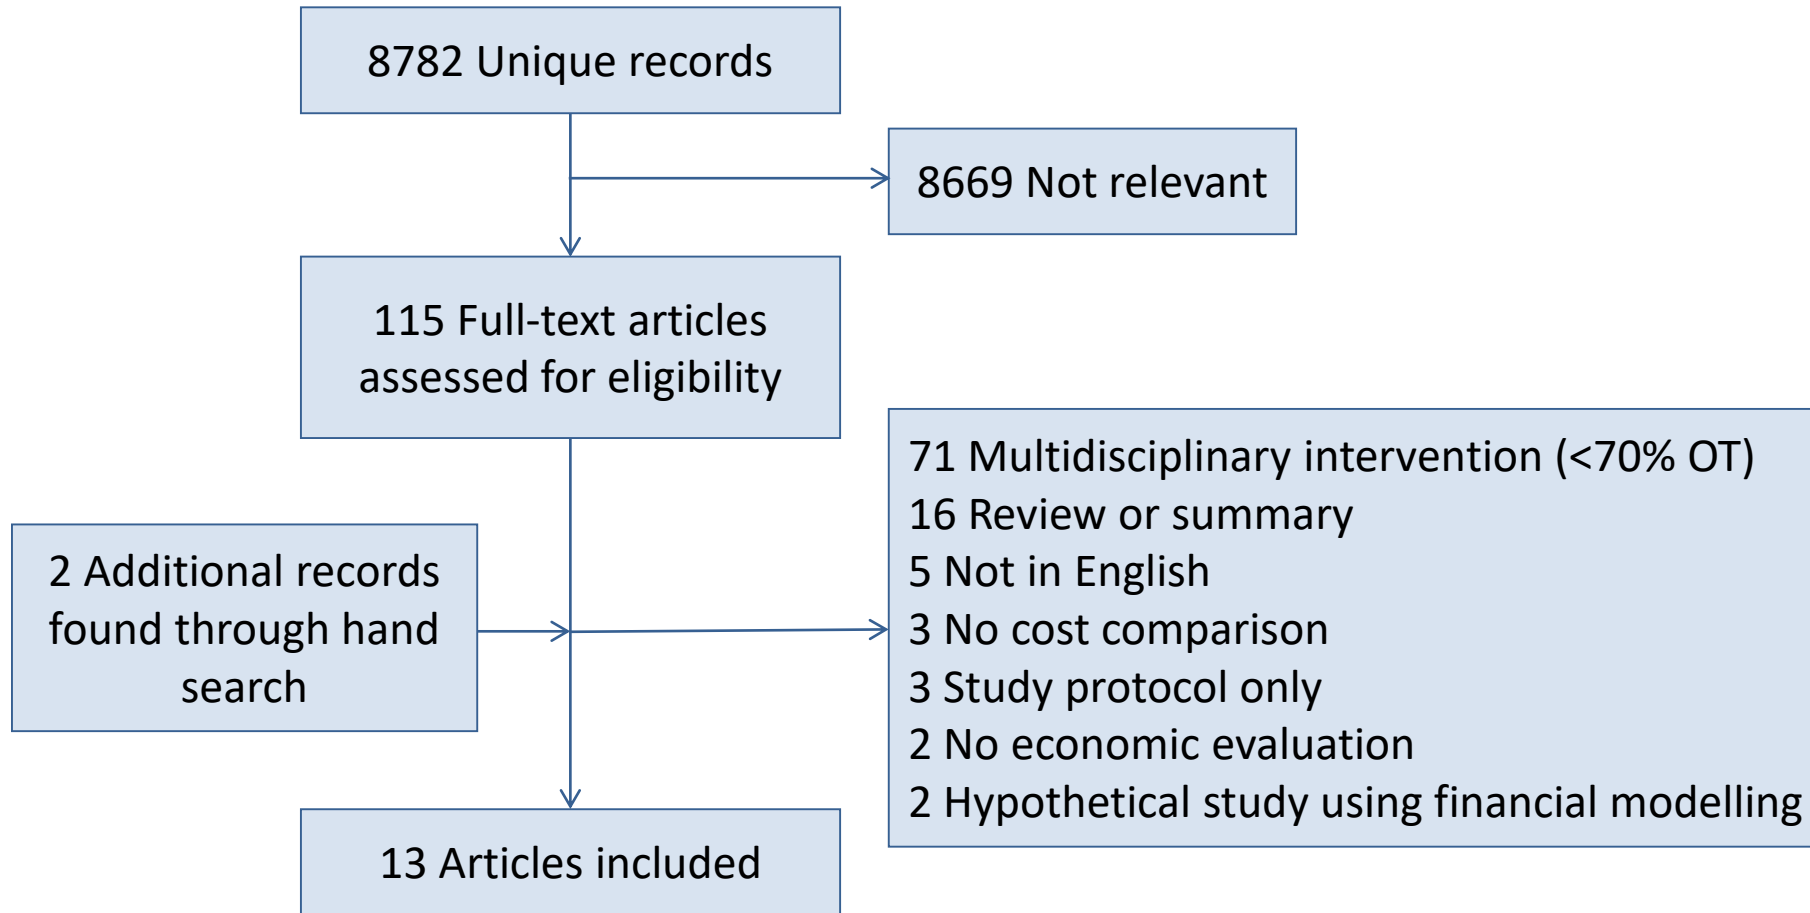 8782 Unique records
8669 Not relevant
115 Full-text articles
assessed for eligibility
2 Additional records
found through hand
search
71 Multidisciplinary intervention (<70% OT)
16 Review or summary
5 Not in English
3 No cost comparison
3 Study protocol only
2 No economic evaluation
2 Hypothetical study using financial modelling
13 Articles included